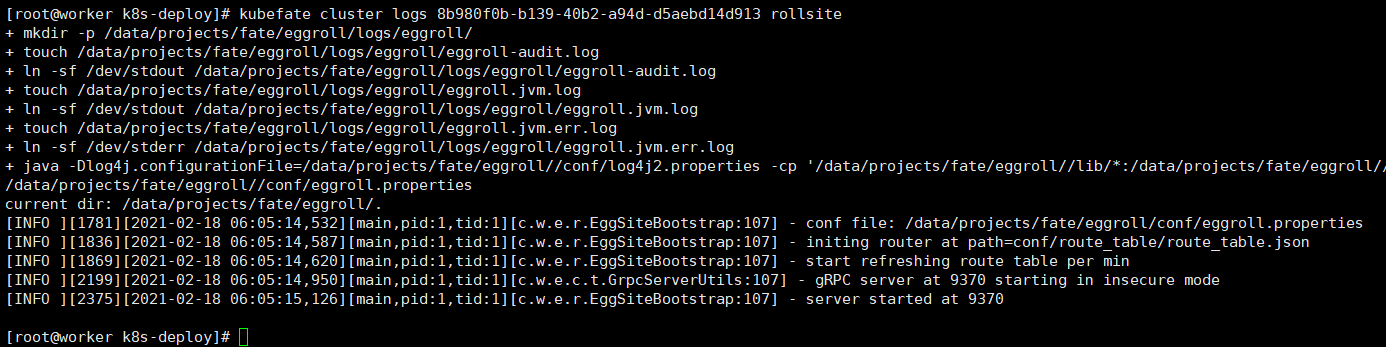 [root@worker k8s-deploy]# kubefate cluster logs 8b980f0b-b139-40b2-a94d-d5aebd14d913 rollsite
+ mkdir -p /data/projects/fate/eggroll/logs/eggroll/
+ touch /data/projects/fate/eggroll/logs/eggroll/eggroll-audit.log
+ ln -sf /dev/stdout /data/projects/fate/eggroll/logs/eggroll/eggroll-audit.log
+ touch /data/projects/fate/eggroll/logs/eggroll/eggroll.jvm.log
+ ln -sf /dev/stdout /data/projects/fate/eggroll/logs/eggroll/eggroll.jvm.log
+ touch /data/projects/fate/eggroll/logs/eggroll/eggroll.jvm.err.log
+ ln -sf /dev/stderr /data/projects/fate/eggroll/logs/eggroll/eggroll.jvm.err.log
+ java -Dlog4j.configurationFile=/data/projects/fate/eggroll//conf/log4j2.properties -cp '/data/projects/fate/eggroll//lib/*:/data/projects/fate/eggroll//
/data/projects/fate/eggroll//conf/eggroll.properties
current dir: /data/projects/fate/eggroll/.
[INFO ][1781][2021-02-18 06:05:14,532][main,pid:1,tid:1][c.w.e.r.EggSiteBootstrap:107] - conf file: /data/projects/fate/eggroll/conf/eggroll.properties
[INFO ][1836][2021-02-18 06:05:14,587][main,pid:1,tid:1][c.w.e.r.EggSiteBootstrap:107] - initing router at path=conf/route_table/route_table.json
[INFO ][1869][2021-02-18 06:05:14,620][main,pid:1,tid:1][c.w.e.r.EggSiteBootstrap:107] - start refreshing route table per min
[INFO ][2199][2021-02-18 06:05:14,950][main,pid:1,tid:1][c.w.e.c.t.GrpcServerUtils:107] - gRPC server at 9370 starting in insecure mode
[INFO ][2375][2021-02-18 06:05:15,126][main,pid:1,tid:1][c.w.e.r.EggSiteBootstrap:107] - server started at 9370
[root@worker k8s-deploy]#